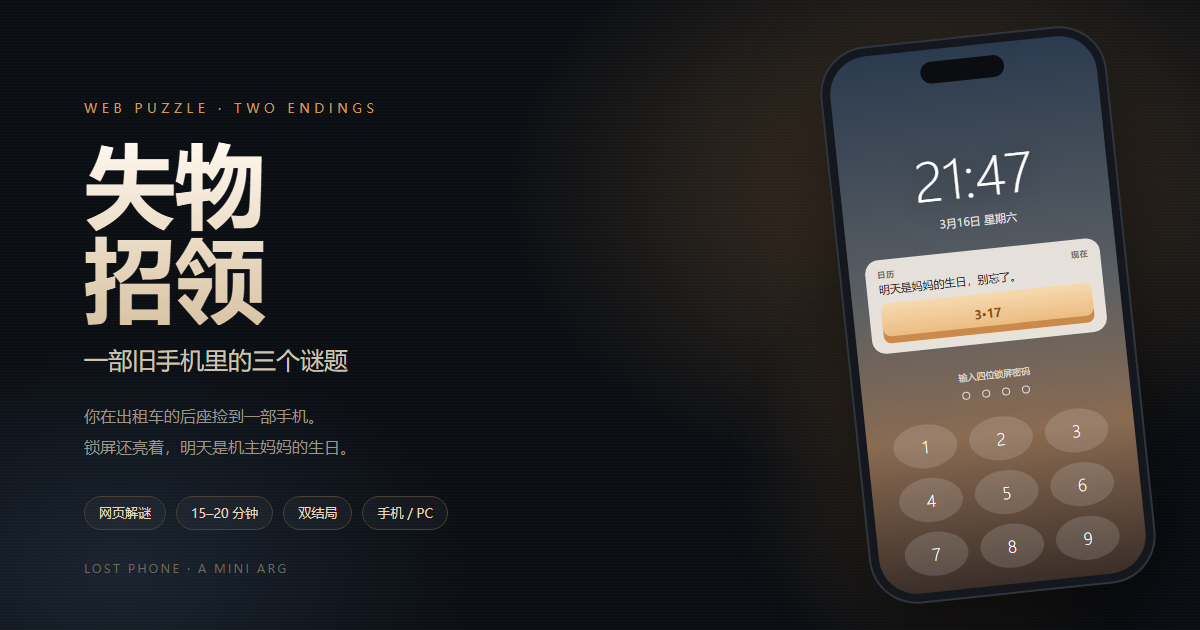 WEB PUZZLE · TWO ENDINGS
失物
招领
一部旧手机里的三个谜题
你在出租车的后座捡到一部手机。
锁屏还亮着，明天是机主妈妈的生日。
网页解谜
15–20 分钟
双结局
手机 / PC
LOST PHONE · A MINI ARG
21:47
3月16日 星期六
日历 现在
明天是妈妈的生日，别忘了。
3·17
输入四位锁屏密码
1 2 3
4 5 6
7 8 9